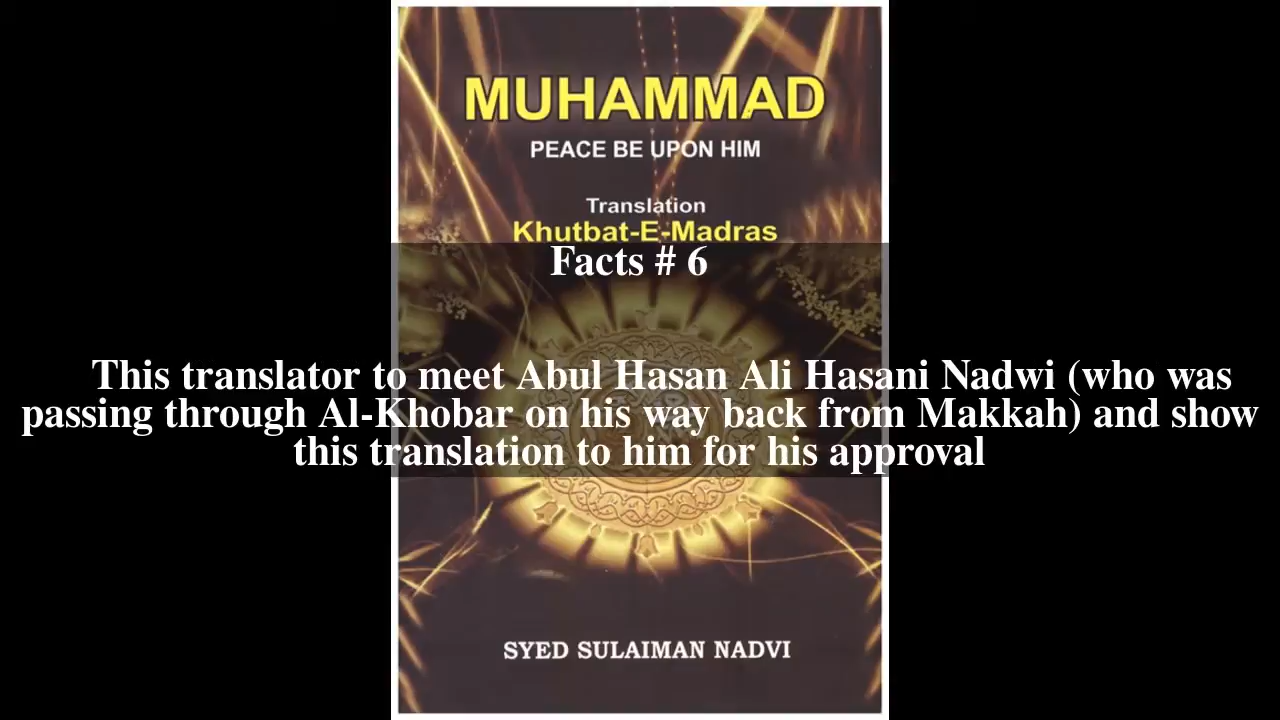 MUHAMMAD
PEACE BE UPON HIM
Translation
Khutbat-E-Madras
Facts # 6
This translator to meet Abul Hasan Ali Hasani Nadwi (who was
passing through Al-Khobar on his way back from Makkah) and show
this translation to him for his approval
SYED SULAIMAN NADVI